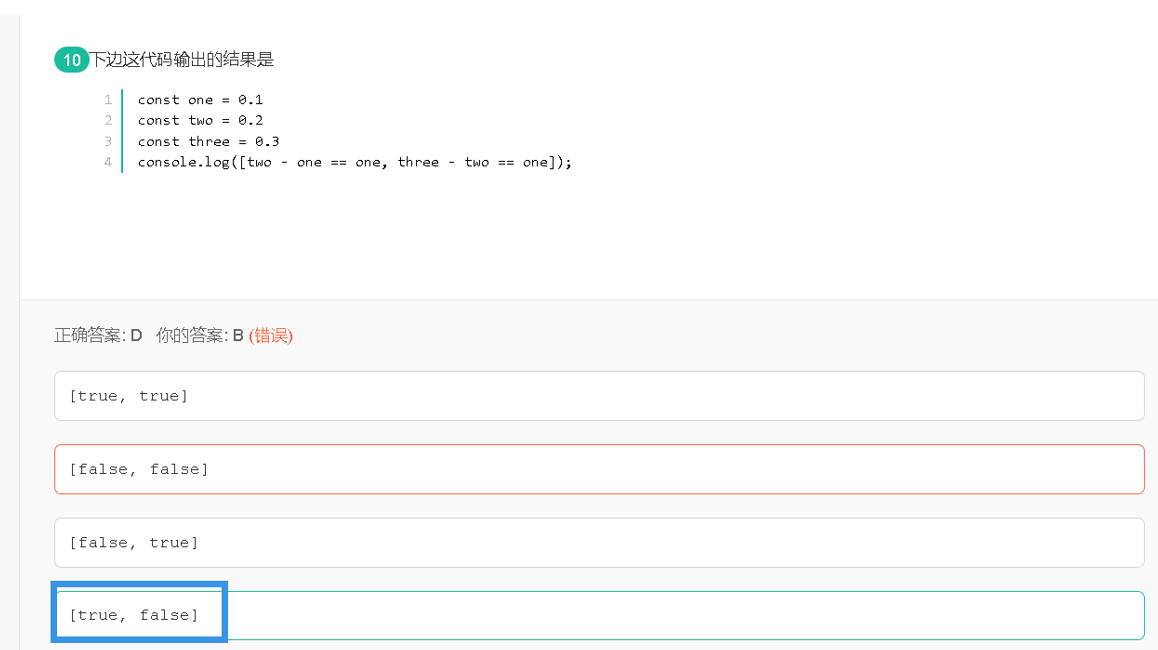 10 下边这代码输出的结果是
1 const one = 0.1
2 const two = 0.2
3 const three = 0.3
4 console.log([two - one == one, three - two == one]);
正确答案: D 你的答案: B (错误)
[true, true]
[false, false]
[false, true]
[true, false]